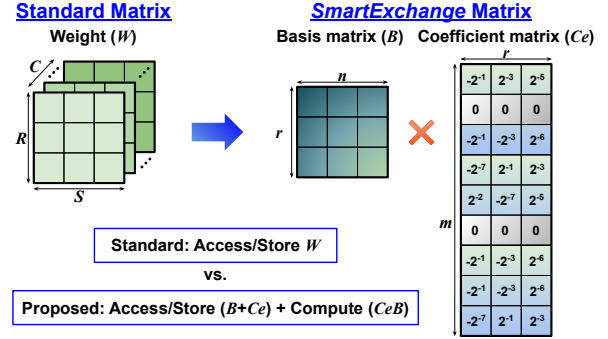 Standard Matrix
SmartExchange Matrix
Weight (W)
Basis matrix (B)
Coefficient matrix (Ce)
C
R
S
n
r
r
m
-2⁻¹ 2⁻³ 2⁻⁵
0 0 0
-2⁻¹ -2⁻³ 2⁻⁶
-2⁻⁷ 2⁻¹ 2⁻³
2⁻² -2⁻⁷ 2⁻⁵
0 0 0
-2⁻¹ -2⁻³ 2⁻⁶
-2⁻¹ -2⁻³ 2⁻⁶
-2⁻⁷ 2⁻¹ 2⁻³
Standard: Access/Store W
vs.
Proposed: Access/Store (B+Ce) + Compute (CeB)